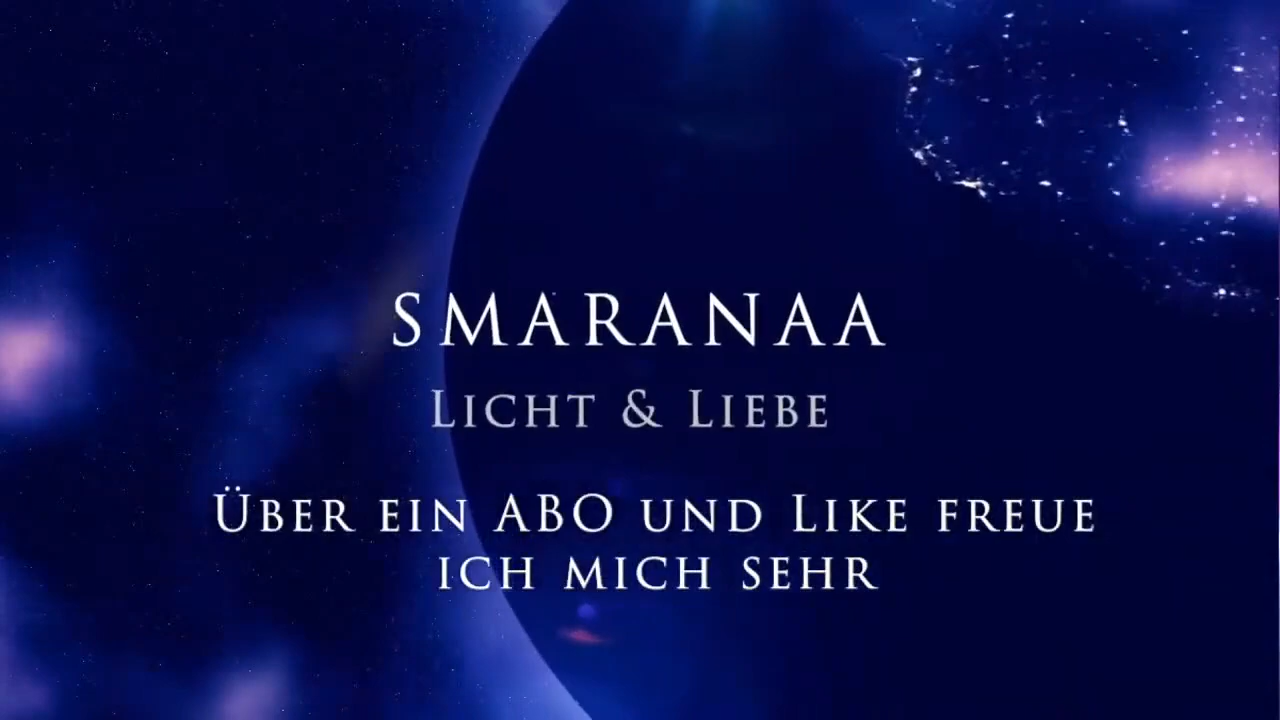 SMARANAA
LICHT & LIEBE
ÜBER EIN ABO UND LIKE FREUE
ICH MICH SEHR